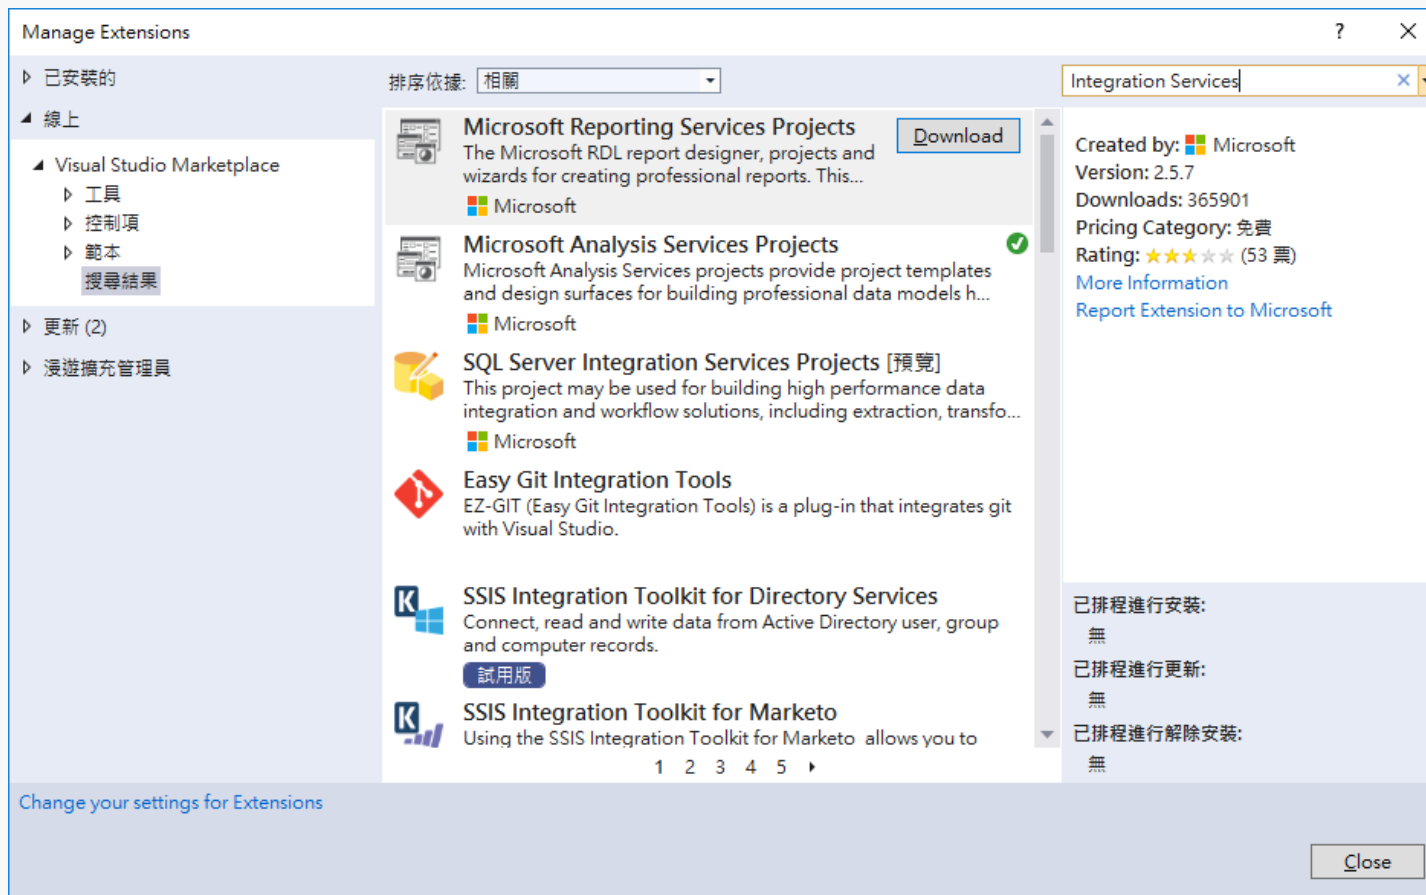 Manage Extensions
?
已安裝的
線上
Visual Studio Marketplace
工具
控制項
範本
搜尋結果
更新 (2)
漫遊擴充管理員
排序依據: 相關
Microsoft Reporting Services Projects
Download
The Microsoft RDL report designer, projects and
wizards for creating professional reports. This...
Microsoft
Microsoft Analysis Services Projects
Microsoft Analysis Services projects provide project templates
and design surfaces for building professional data models h...
Microsoft
SQL Server Integration Services Projects [預覽]
This project may be used for building high performance data
integration and workflow solutions, including extraction, transfo...
Microsoft
Easy Git Integration Tools
EZ-GIT (Easy Git Integration Tools) is a plug-in that integrates git
with Visual Studio.
SSIS Integration Toolkit for Directory Services
Connect, read and write data from Active Directory user, group
and computer records.
試用版
SSIS Integration Toolkit for Marketo
Using the SSIS Integration Toolkit for Marketo allows you to
1 2 3 4 5
Integration Services
Created by: Microsoft
Version: 2.5.7
Downloads: 365901
Pricing Category: 免費
Rating: (53 票)
More Information
Report Extension to Microsoft
已排程進行安裝:
無
已排程進行更新:
無
已排程進行解除安裝:
無
Change your settings for Extensions
Close